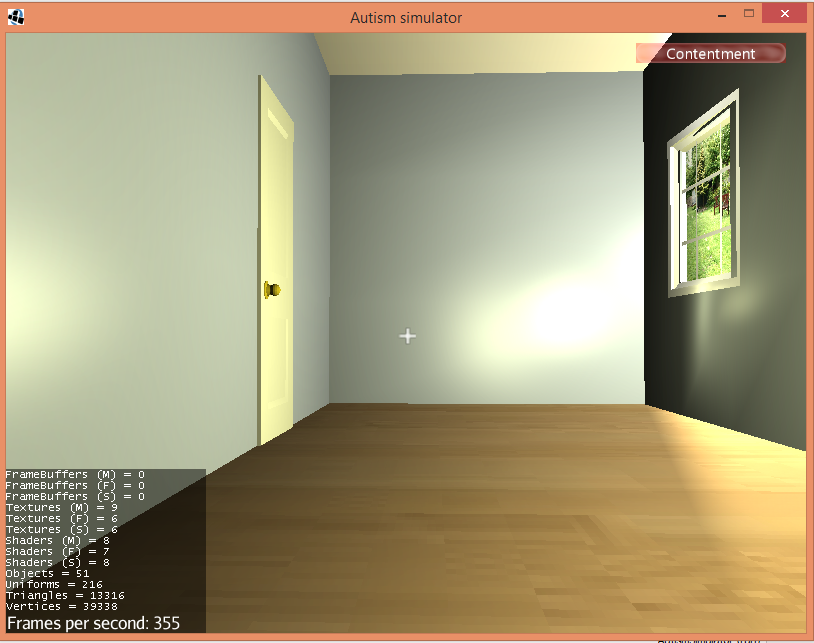 Autism simulator
Contentment
FrameBuffers (M) = 0
FrameBuffers (F) = 0
FrameBuffers (S) = 0
Textures (M) = 9
Textures (F) = 6
Textures (S) = 6
Shaders (M) = 8
Shaders (F) = 7
Shaders (S) = 8
Objects = 51
Uniforms = 216
Triangles = 13316
Vertices = 39338
Frames per second: 355